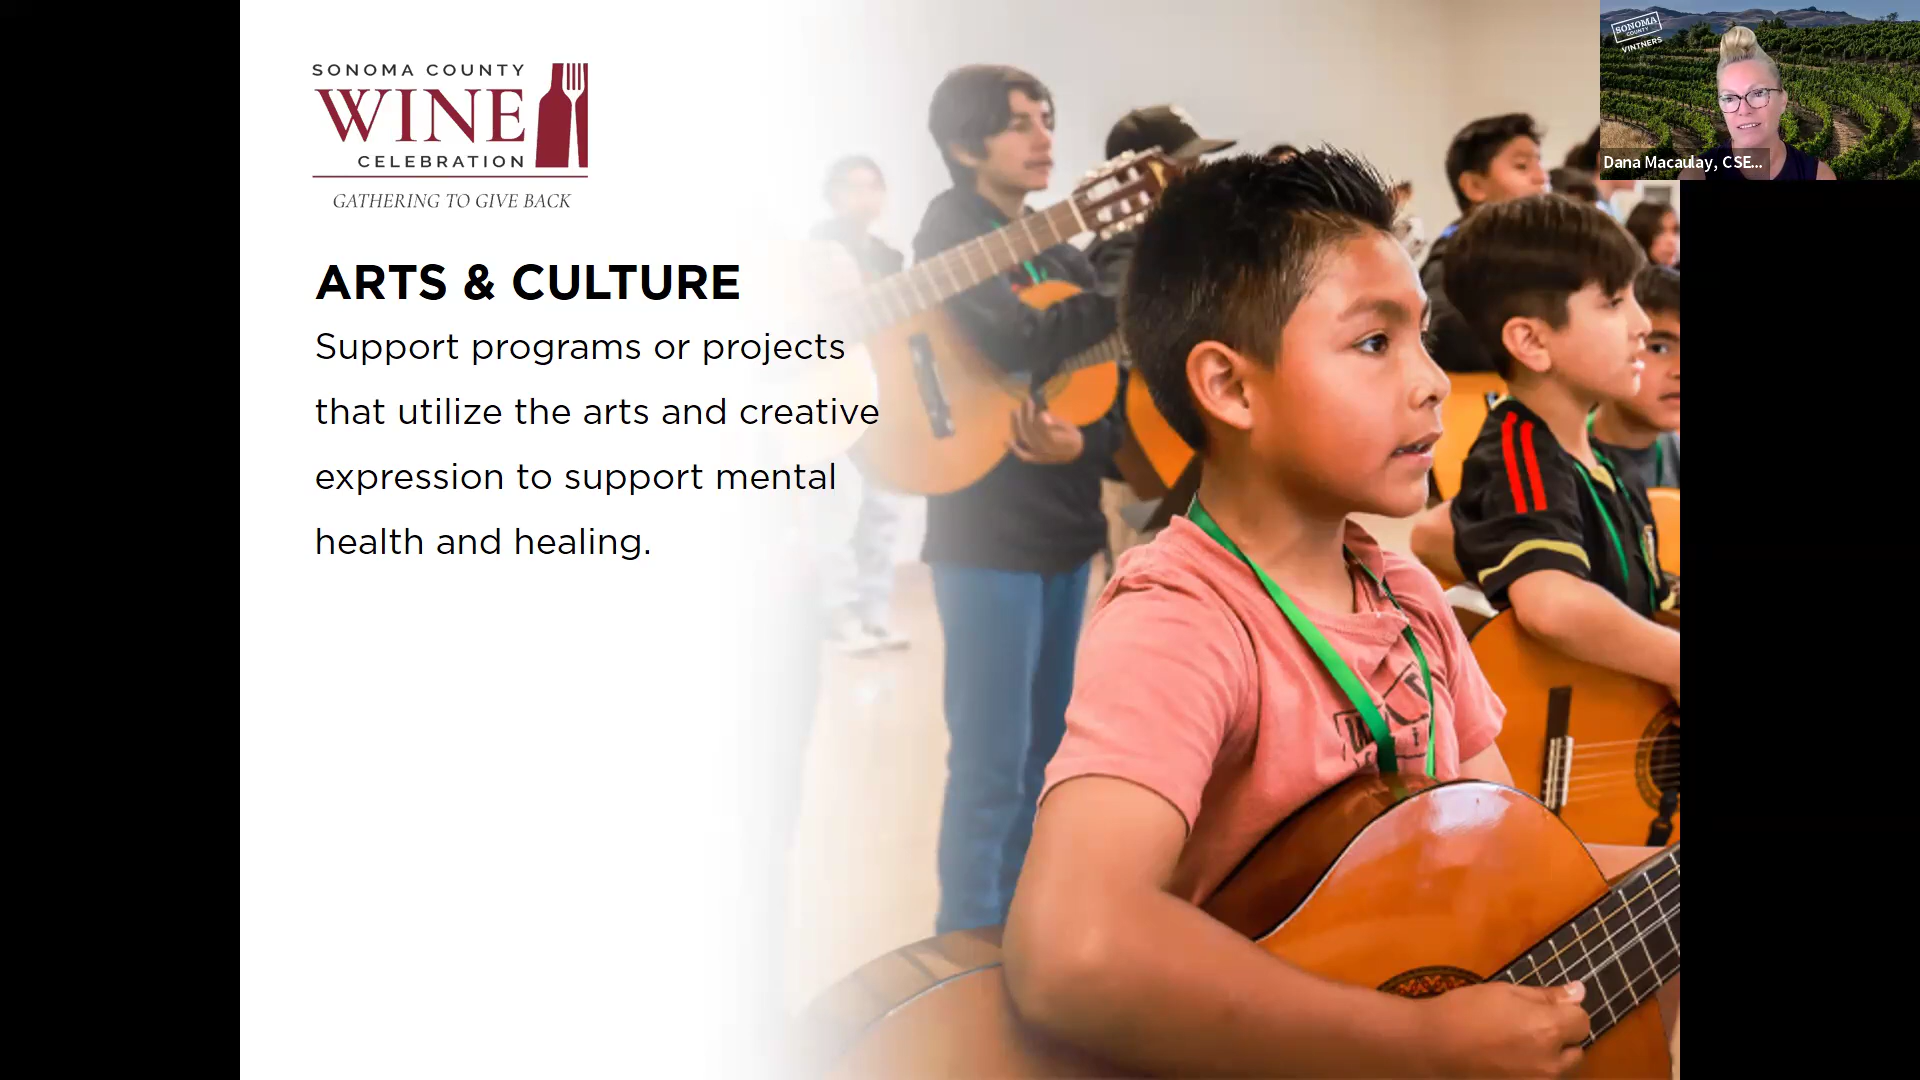 SONOMA COUNTY
WINE
CELEBRATION
GATHERING TO GIVE BACK
ARTS & CULTURE
Support programs or projects
that utilize the arts and creative
expression to support mental
health and healing.
SONOMA
COUNTY
VINTNERS
Dana Macaulay, CSE...